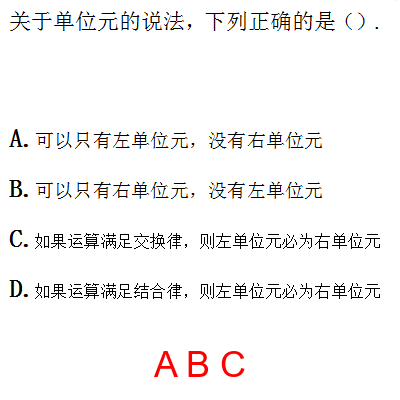 关于单位元的说法，下列正确的是（）.
A. 可以只有左单位元，没有右单位元
B. 可以只有右单位元，没有左单位元
C. 如果运算满足交换律，则左单位元必为右单位元
D. 如果运算满足结合律，则左单位元必为右单位元
A B C